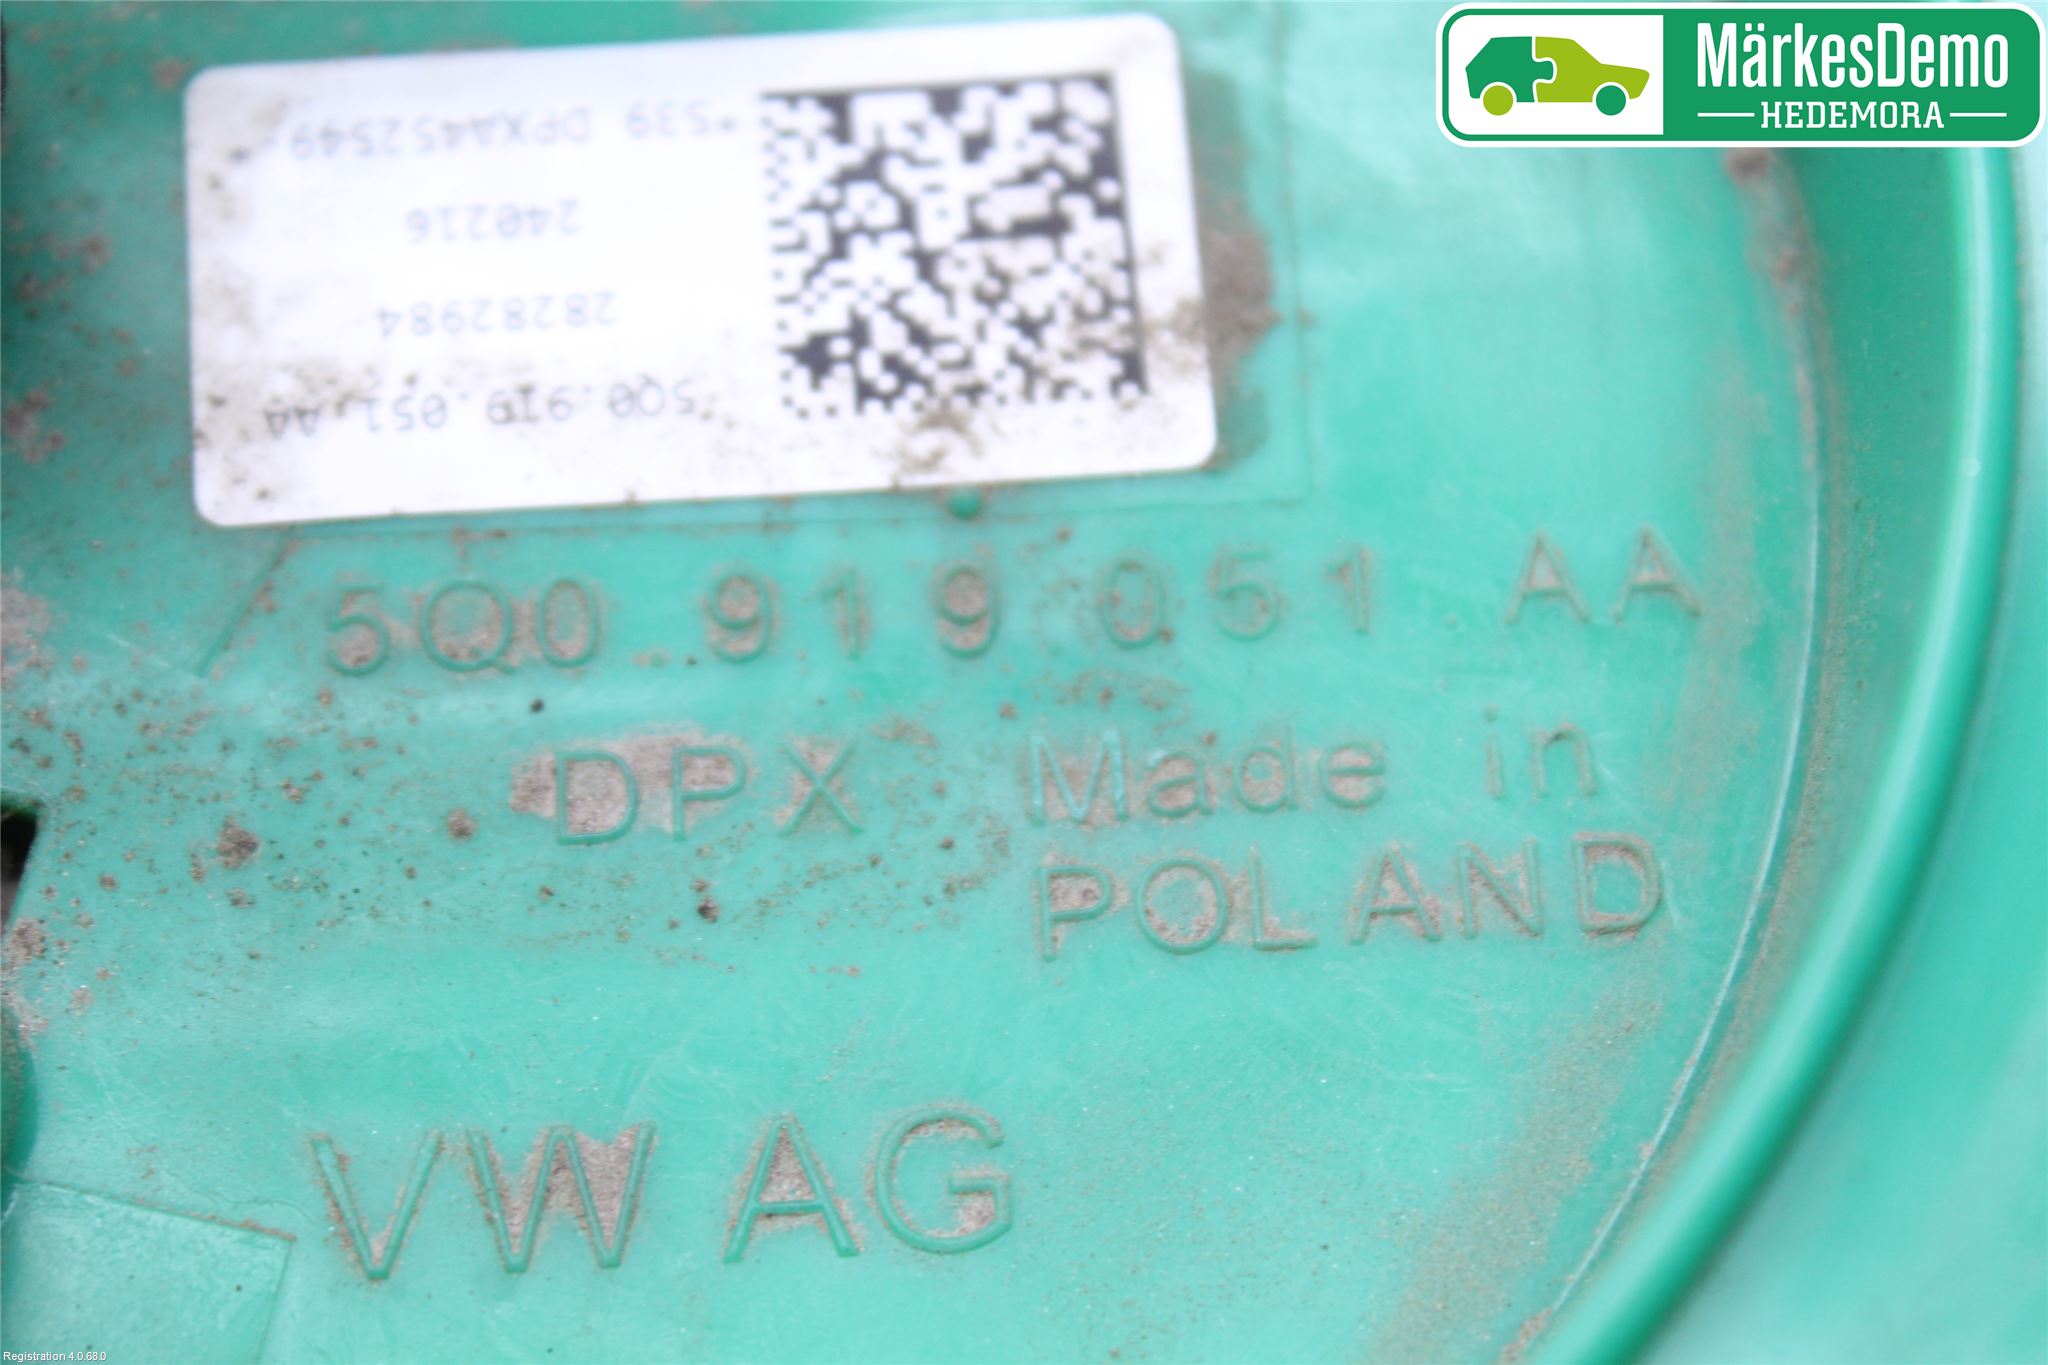 MärkesDemo
HEDEMORA
5Q0.919.051.AA
28282984
240216
*S39 DPXA452549
5Q0 919 051 AA
DPX Made in
POLAND
VW AG
Registration 4.0.68.0